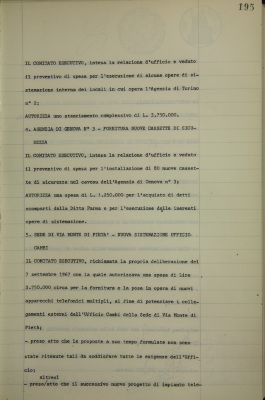 195
IL COMITATO ESECUTIVO, intesa la relazione d'ufficio e veduto
il preventivo di spesa per l'esecuzione di alcune opere di si-
stemazione interna dei locali in cui opera l'Agenzia di Torino
n° 2;
AUTORIZZA uno stanziamento complessivo di L. 3.750.000.
- AGENZIA DI GENOVA N° 3 - FORNITURA NUOVE CASSETTE DI SICU-
REZZA
IL COMITATO ESECUTIVO, intesa la relazione d'ufficio e veduto
il preventivo di spesa per l'installazione di 80 nuove casset-
te di sicurezza nel caveau dell'Agenzia di Genova n° 3;
AUTORIZZA una spesa di L. 1.250.000 per l'acquisto di detti
scomparti dalla Ditta Parma e per l'esecuzione delle inerenti
opere di sistemazione.
- SEDE DI VIA MONTE DI PIETA' - NUOVA SISTEMAZIONE UFFICIO
CAMBI
IL COMITATO ESECUTIVO, richiamata la propria deliberazione del
7 settembre 1967 con la quale autorizzava una spesa di Lire
3.750.000 circa per la fornitura e la posa in opera di nuovi
apparecchi telefonici multipli, al fine di potenziare i colle-
gamenti esterni dell'Ufficio Cambi della Sede di Via Monte di
Pietà;
- preso atto che le proposte a suo tempo formulate non sono
state ritenute tali da soddisfare tutte le esigenze dell'Uffi-
cio;
altresì
- preso/atto che il successivo nuovo progetto di impianto tele-